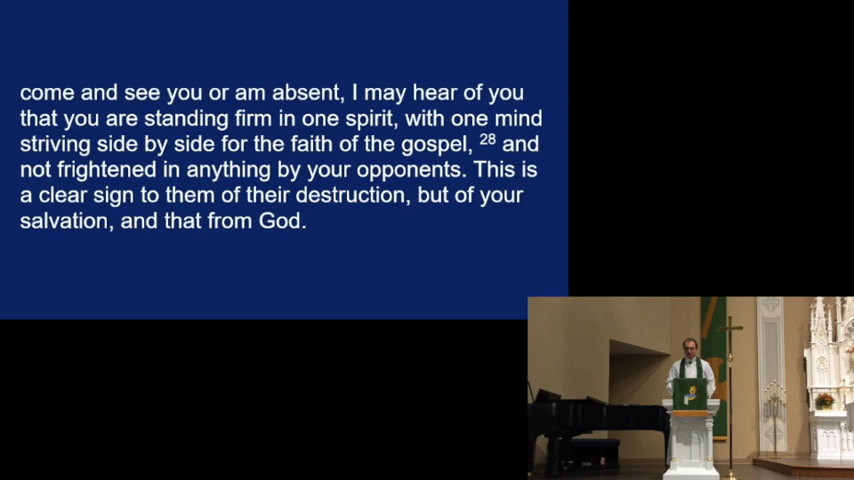 come and see you or am absent, I may hear of you
that you are standing firm in one spirit, with one mind
striving side by side for the faith of the gospel, 28 and
not frightened in anything by your opponents. This is
a clear sign to them of their destruction, but of your
salvation, and that from God.